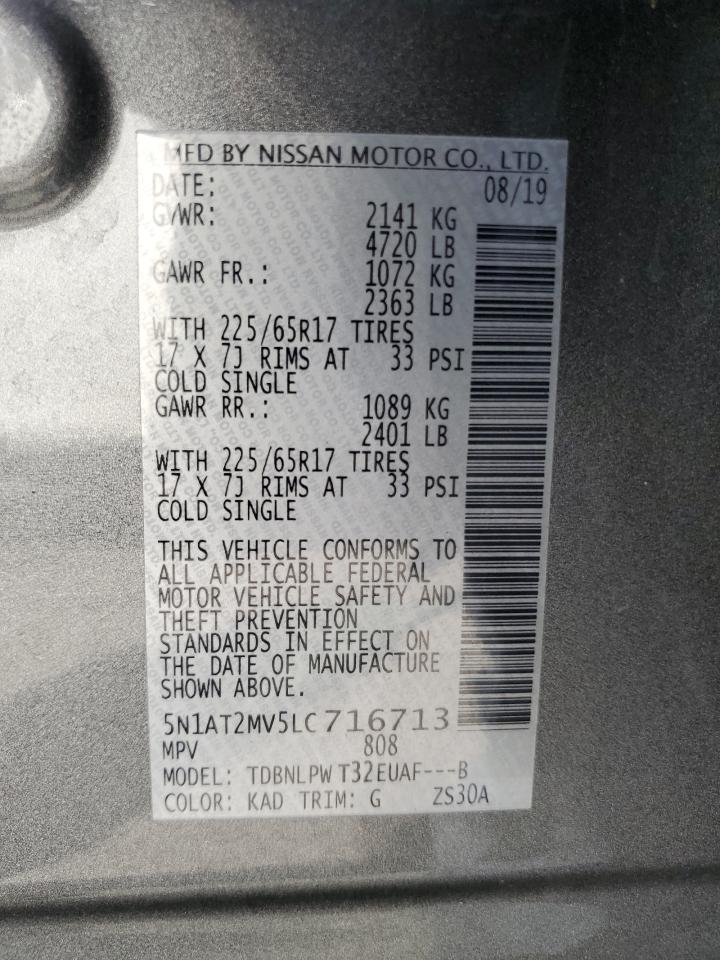 MFD BY NISSAN MOTOR CO., LTD.
DATE: 08/19
GVWR: 2141 KG
4720 LB
GAWR FR.: 1072 KG
2363 LB
WITH 225/65R17 TIRES
17 X 7J RIMS AT 33 PSI
COLD SINGLE
GAWR RR.: 1089 KG
2401 LB
WITH 225/65R17 TIRES
17 X 7J RIMS AT 33 PSI
COLD SINGLE
THIS VEHICLE CONFORMS TO
ALL APPLICABLE FEDERAL
MOTOR VEHICLE SAFETY AND
THEFT PREVENTION
STANDARDS IN EFFECT ON
THE DATE OF MANUFACTURE
SHOWN ABOVE.
5N1AT2MV5LC716713
MPV 808
MODEL: TDBNLPW T32EUAF---B
COLOR: KAD TRIM: G ZS30A